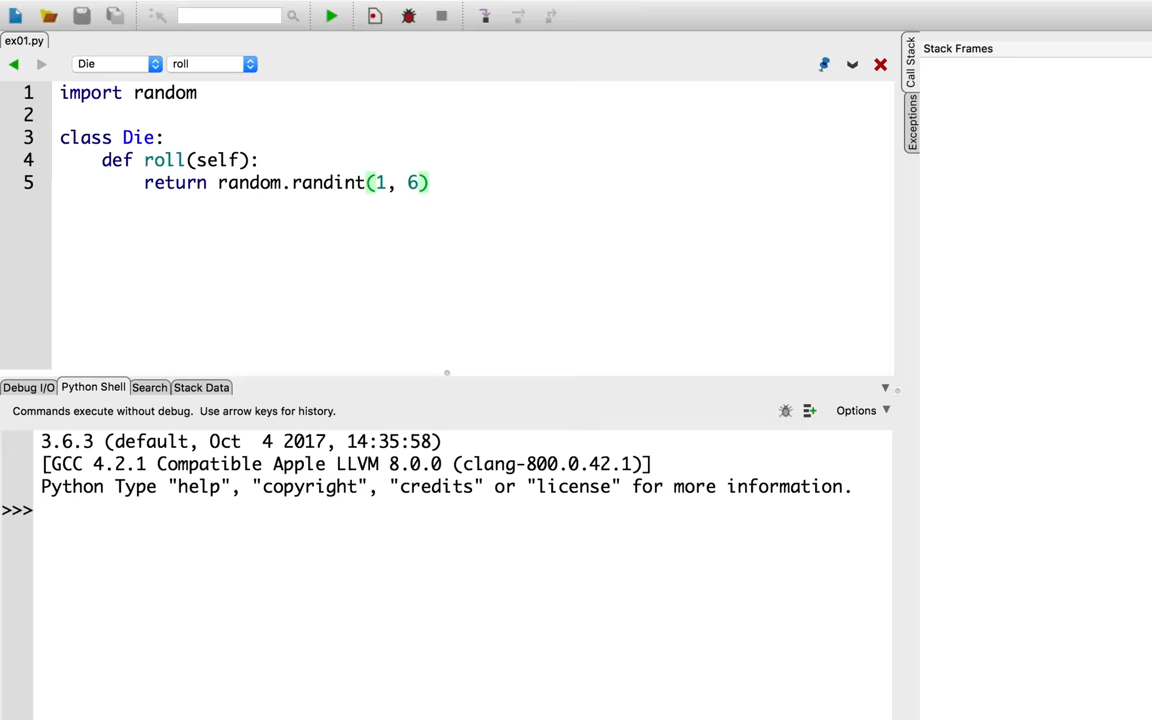 ex01.py
Die roll
Call Stack
Stack Frames
Exceptions
1 import random
2
3 class Die:
4 def roll(self):
5 return random.randint(1, 6)
Debug I/O Python Shell Search Stack Data
Commands execute without debug. Use arrow keys for history.
Options
3.6.3 (default, Oct 4 2017, 14:35:58)
[GCC 4.2.1 Compatible Apple LLVM 8.0.0 (clang-800.0.42.1)]
Python Type "help", "copyright", "credits" or "license" for more information.
>>>